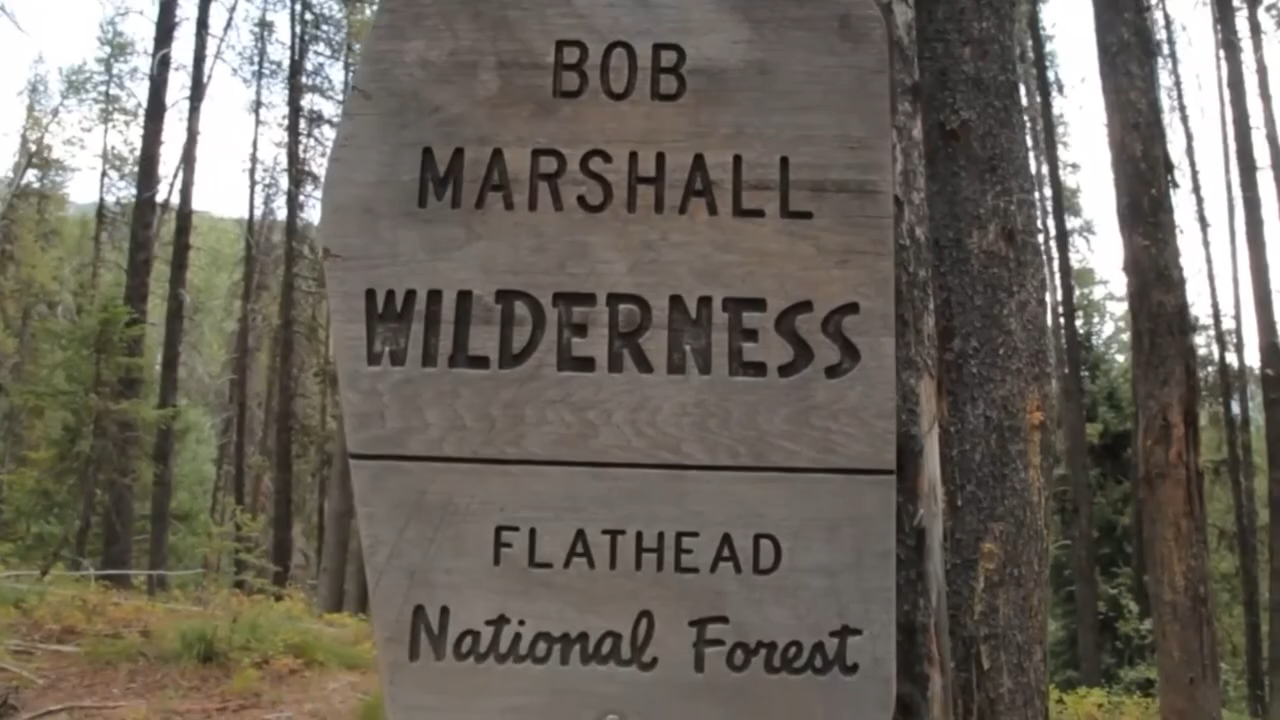 BOB
MARSHALL
WILDERNESS
FLATHEAD
National Forest